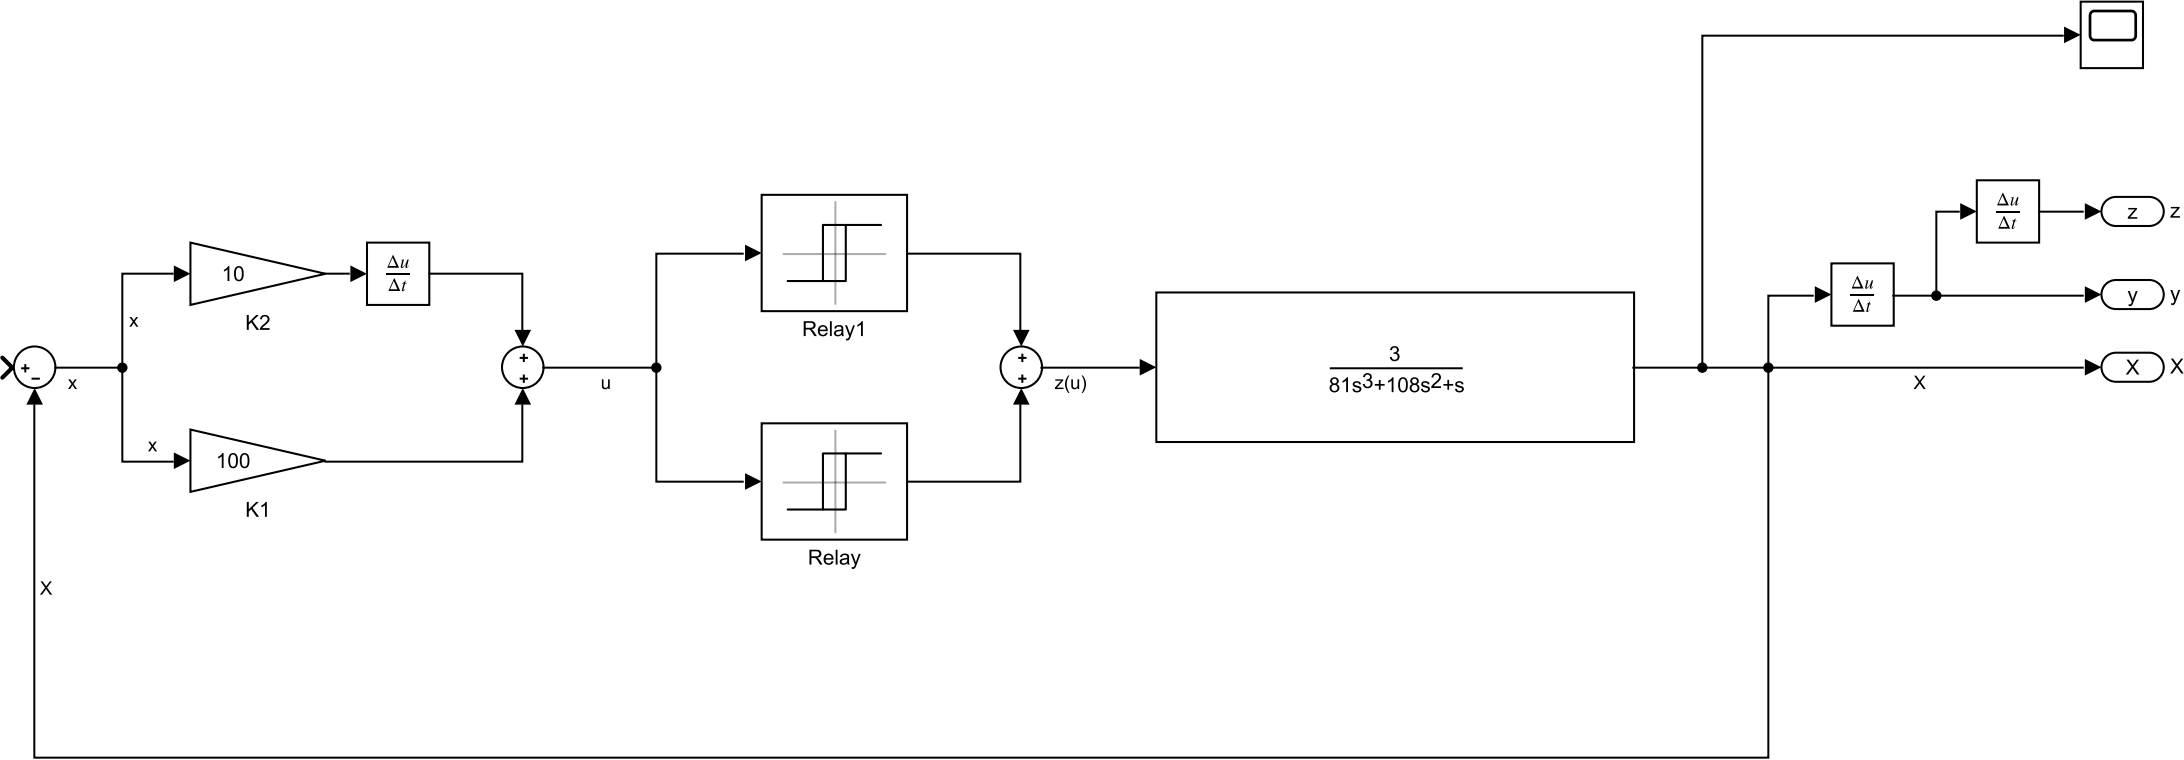 z
z
Δu
Δt
y
y
Δu
Δt
X
X
X
x
x
+
−
10
K2
Δu
Δt
x
100
K1
+
+
u
Relay1
Relay
+
+
z(u)
3
81s³+108s²+s
X